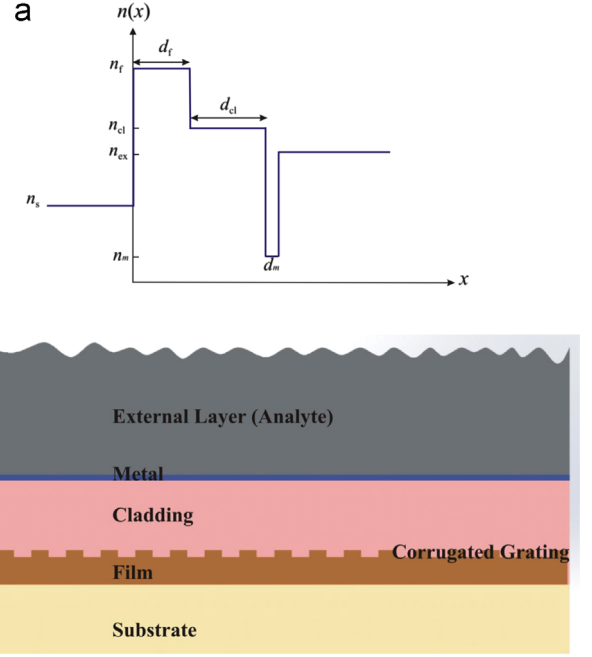 a
n(x)
d_f
n_f
d_cl
n_cl
n_ex
n_s
n_m
d_m
x
External Layer (Analyte)
Metal
Cladding
Corrugated Grating
Film
Substrate